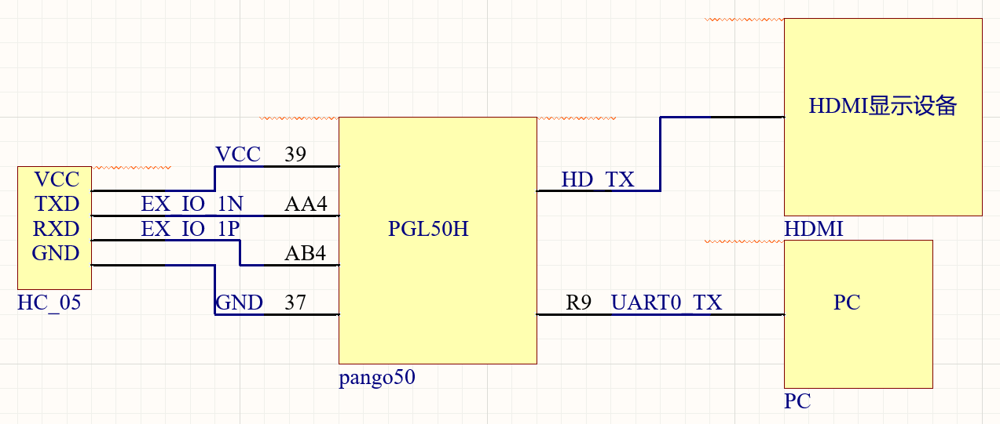 HDMI显示设备
HDMI
VCC 39
VCC
TXD
RXD
GND
HC_05
EX_IO_1N AA4
EX_IO_1P
AB4
GND 37
PGL50H
pango50
HD_TX
R9 UART0_TX
PC
PC